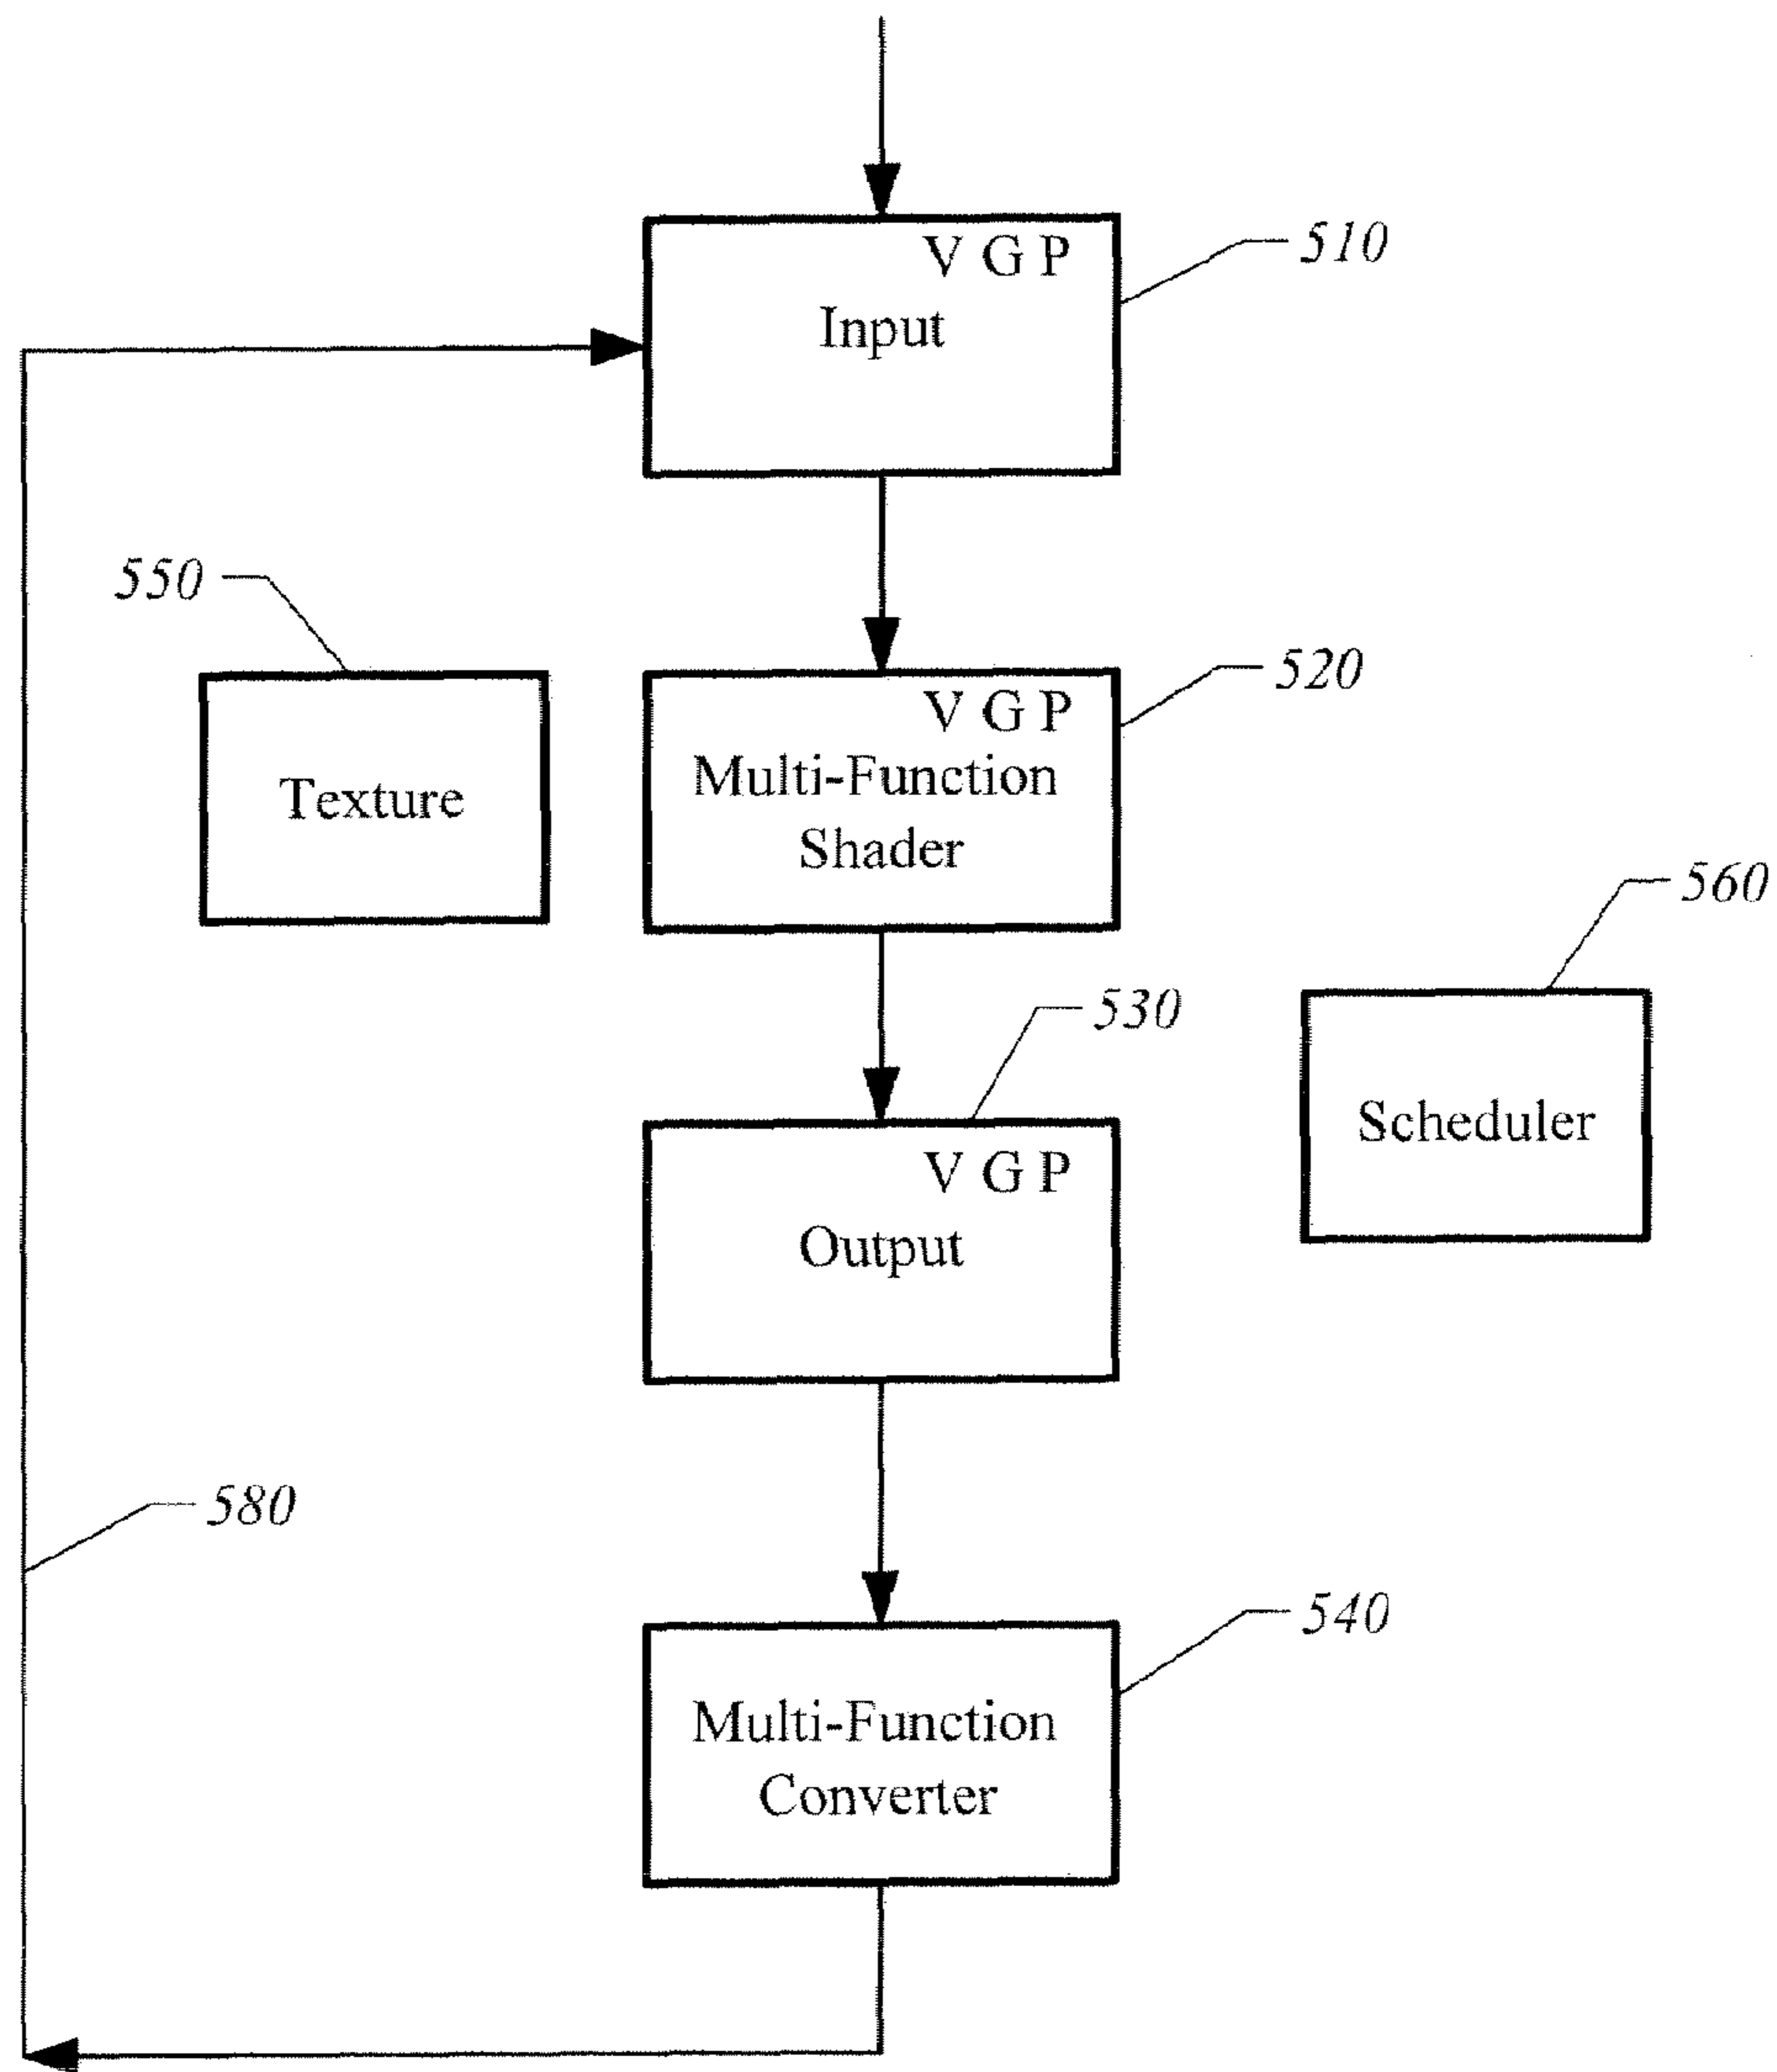 V G P
Input
510
550
Texture
V G P
Multi-Function
Shader
520
560
Scheduler
530
V G P
Output
580
540
Multi-Function
Converter